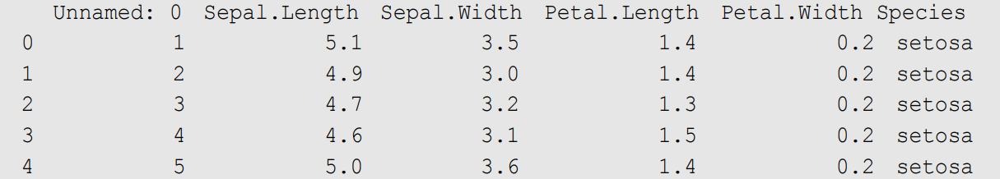 Unnamed: 0 Sepal.Length Sepal.Width Petal.Length Petal.Width Species
0 1 5.1 3.5 1.4 0.2 setosa
1 2 4.9 3.0 1.4 0.2 setosa
2 3 4.7 3.2 1.3 0.2 setosa
3 4 4.6 3.1 1.5 0.2 setosa
4 5 5.0 3.6 1.4 0.2 setosa